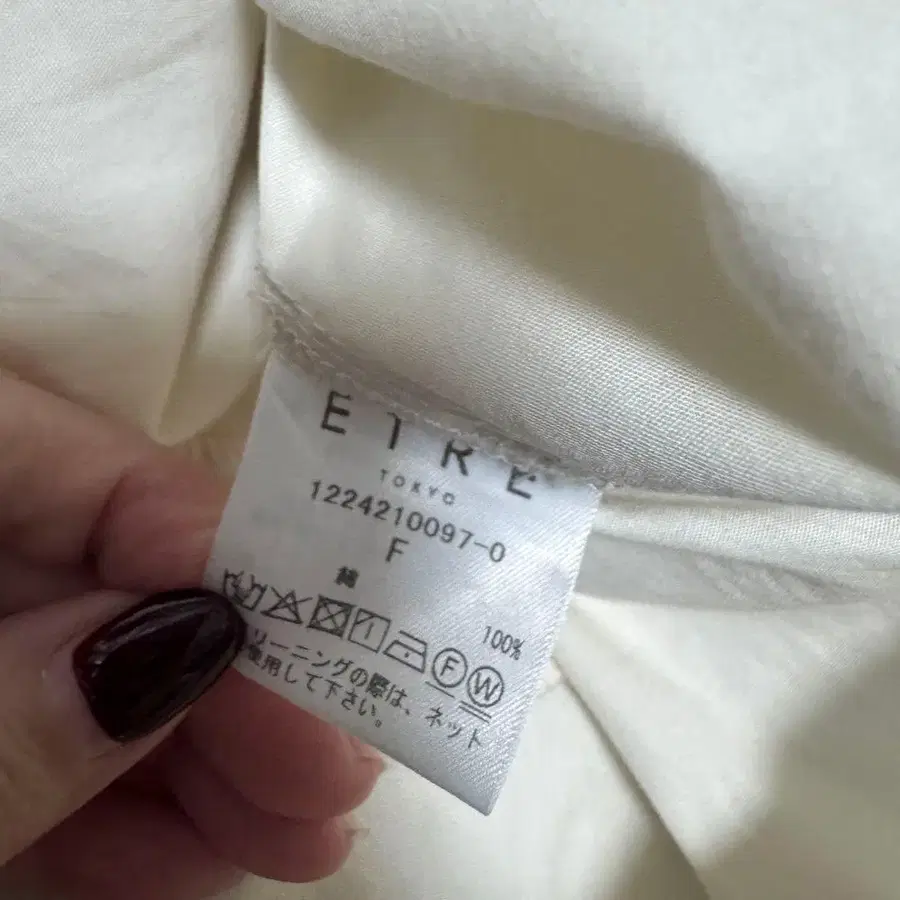 ETRE
TOKYO
1224210097-0
F
綿 100%
F W
リーニングの際は、ネット
使用して下さい。